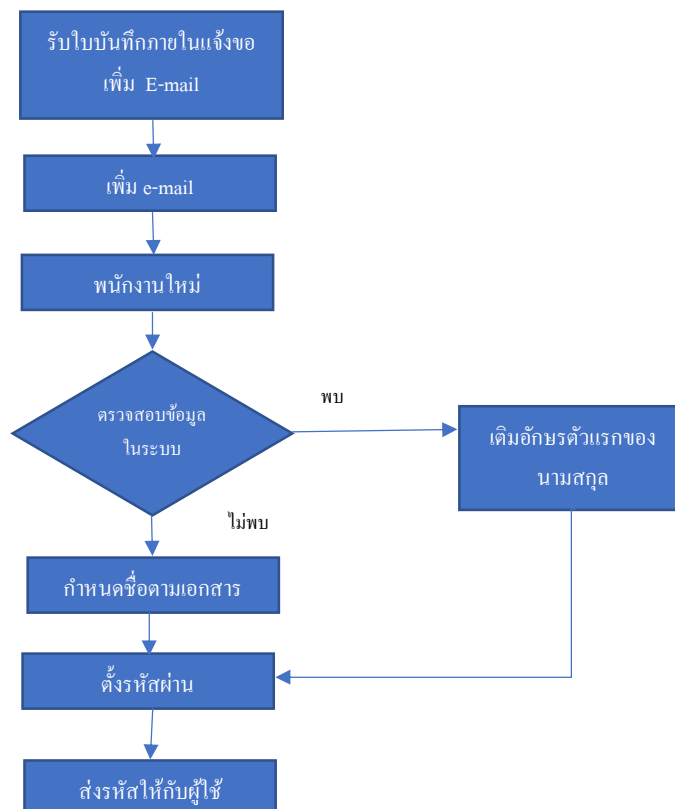 รับใบบันทึกภายในแจ้งขอ
เพิ่ม E-mail
เพิ่ม e-mail
พนักงานใหม่
ตรวจสอบข้อมูล
ในระบบ
พบ
เติมอักษรตัวแรกของ
นามสกุล
ไม่พบ
กำหนดชื่อตามเอกสาร
ตั้งรหัสผ่าน
ส่งรหัสให้กับผู้ใช้